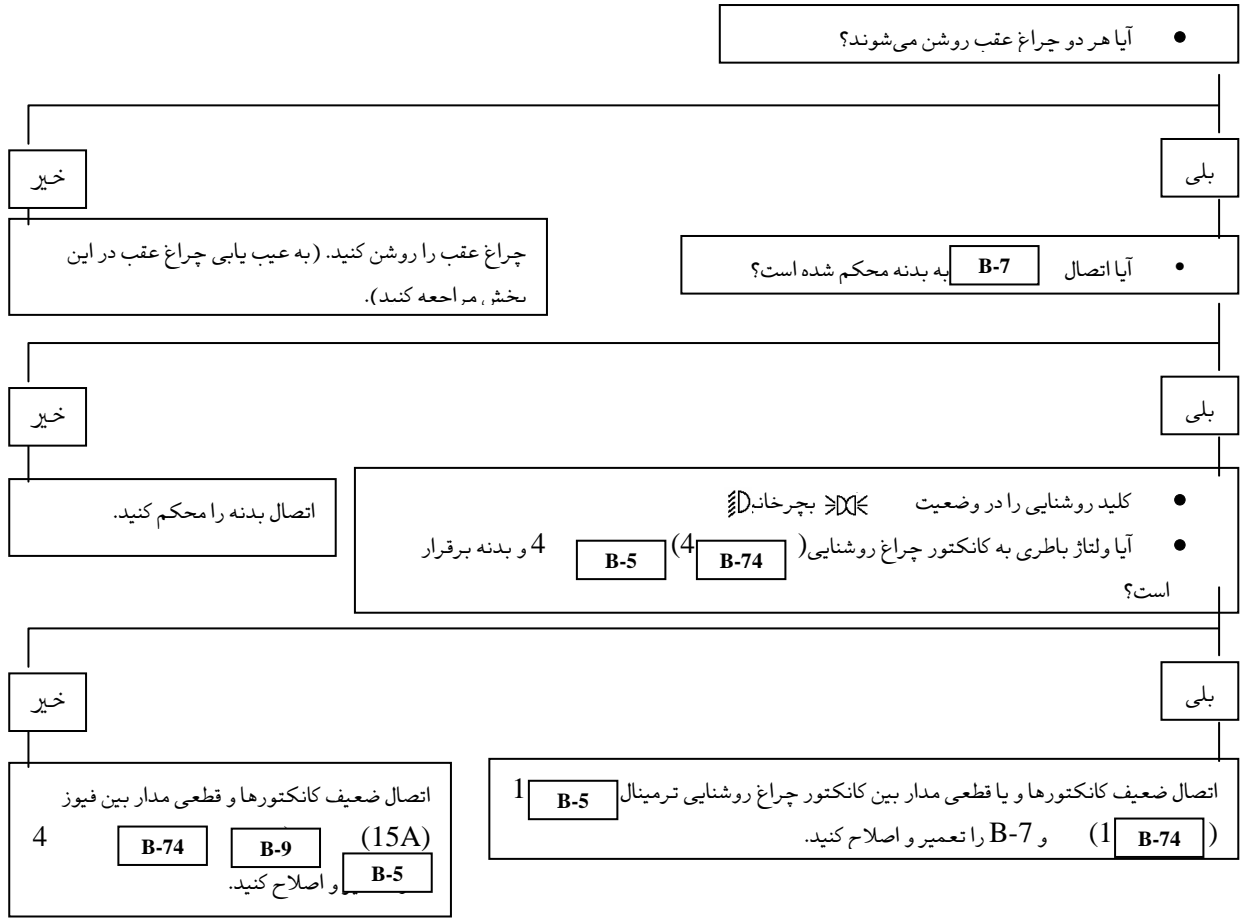 • آیا هر دو چراغ عقب روشن می‌شوند؟
بلی
خیر
• آیا اتصال B-7 به بدنه محکم شده است؟
چراغ عقب را روشن کنید. (به عیب یابی چراغ عقب در این
بخش مراجعه کنید).
بلی
خیر
• کلید روشنایی را در وضعیت بچرخانید
• آیا ولتاژ باطری به کانکتور چراغ روشنایی( B-74 4) B-5 4 و بدنه برقرار
است؟
اتصال بدنه را محکم کنید.
بلی
خیر
اتصال ضعیف کانکتورها و یا قطعی مدار بین کانکتور چراغ روشنایی ترمینال B-5 1
( B-74 1) و B-7 را تعمیر و اصلاح کنید.
اتصال ضعیف کانکتورها و قطعی مدار بین فیوز
(15A) B-9 B-74 4
B-5 و اصلاح کنید.